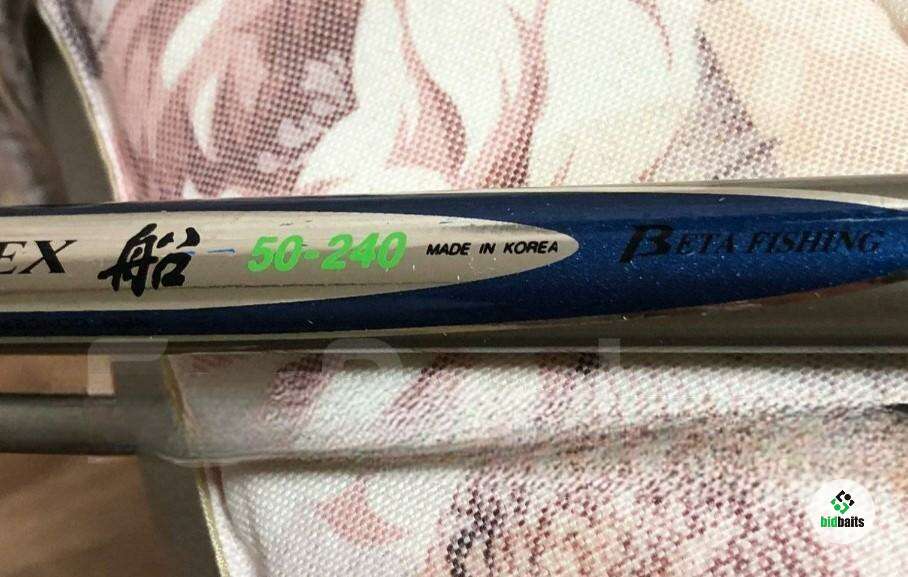 EX 船 50-240 MADE IN KOREA BETA FISHING
bidbaits